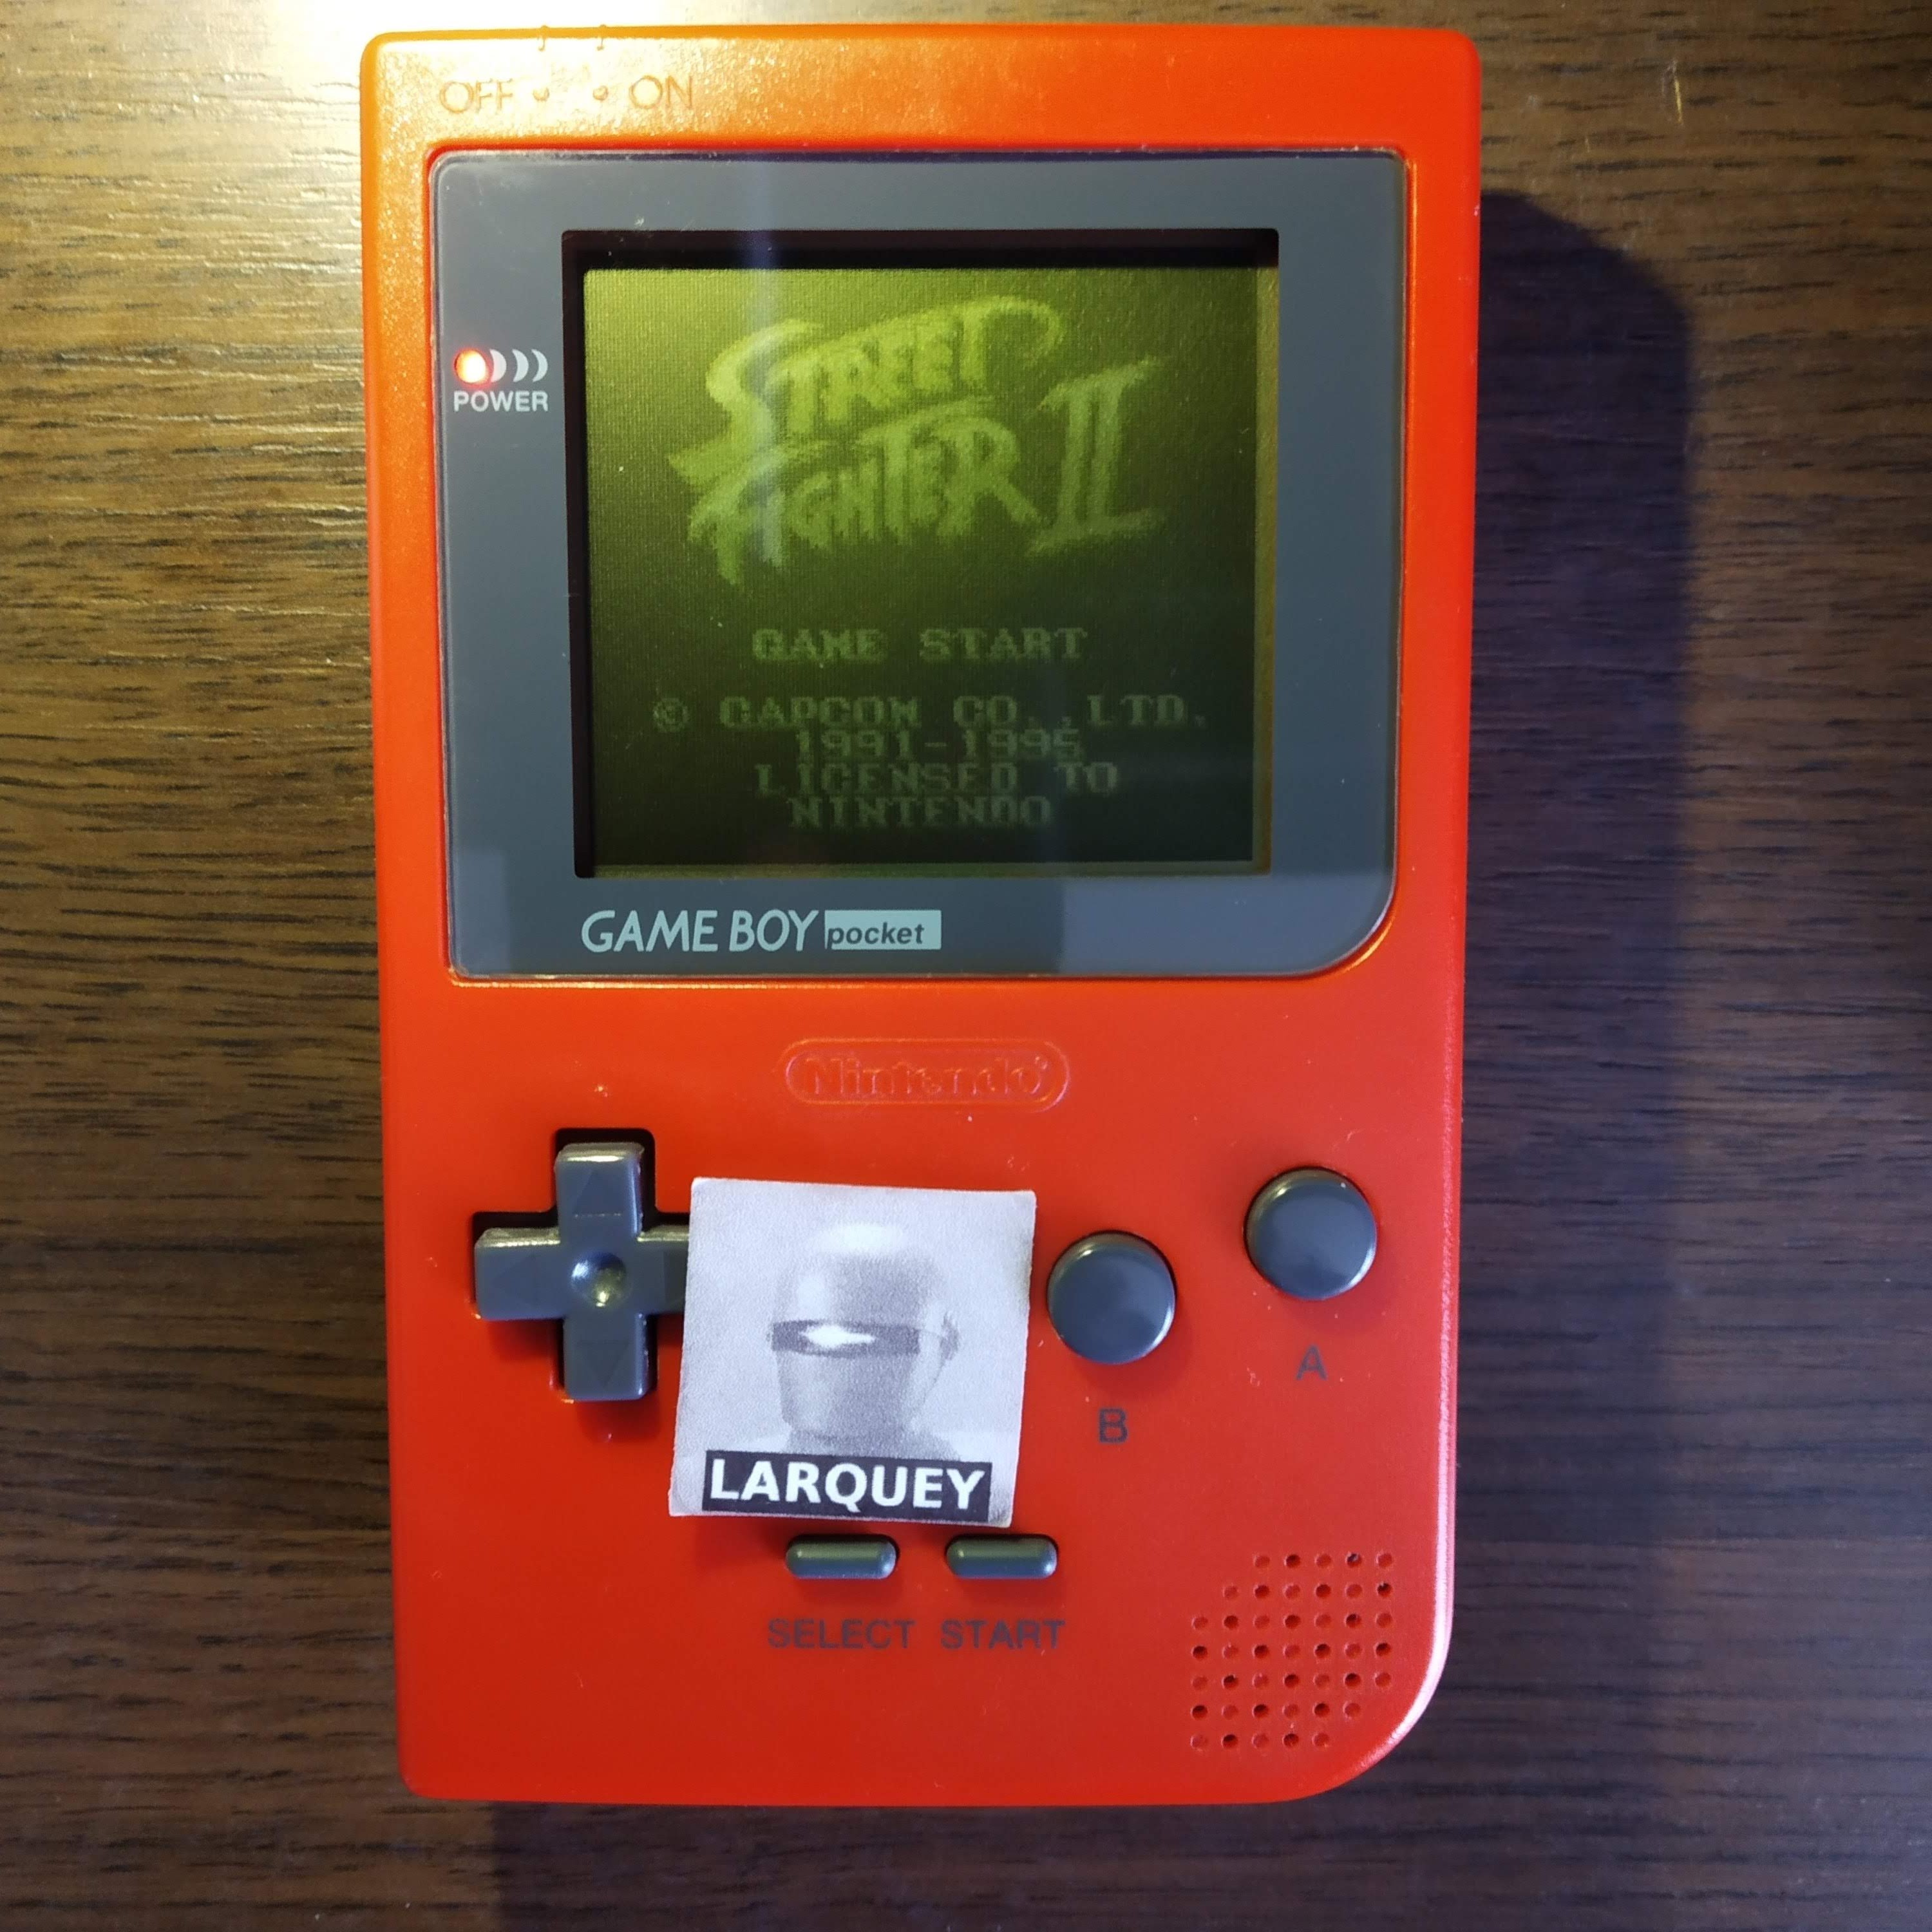 OFF ON
POWER
STREET
FIGHTER II
GAME START
© CAPCOM CO.,LTD.
1991-1995
LICENSED TO
NINTENDO
GAME BOY pocket
Nintendo
A
B
LARQUEY
SELECT START